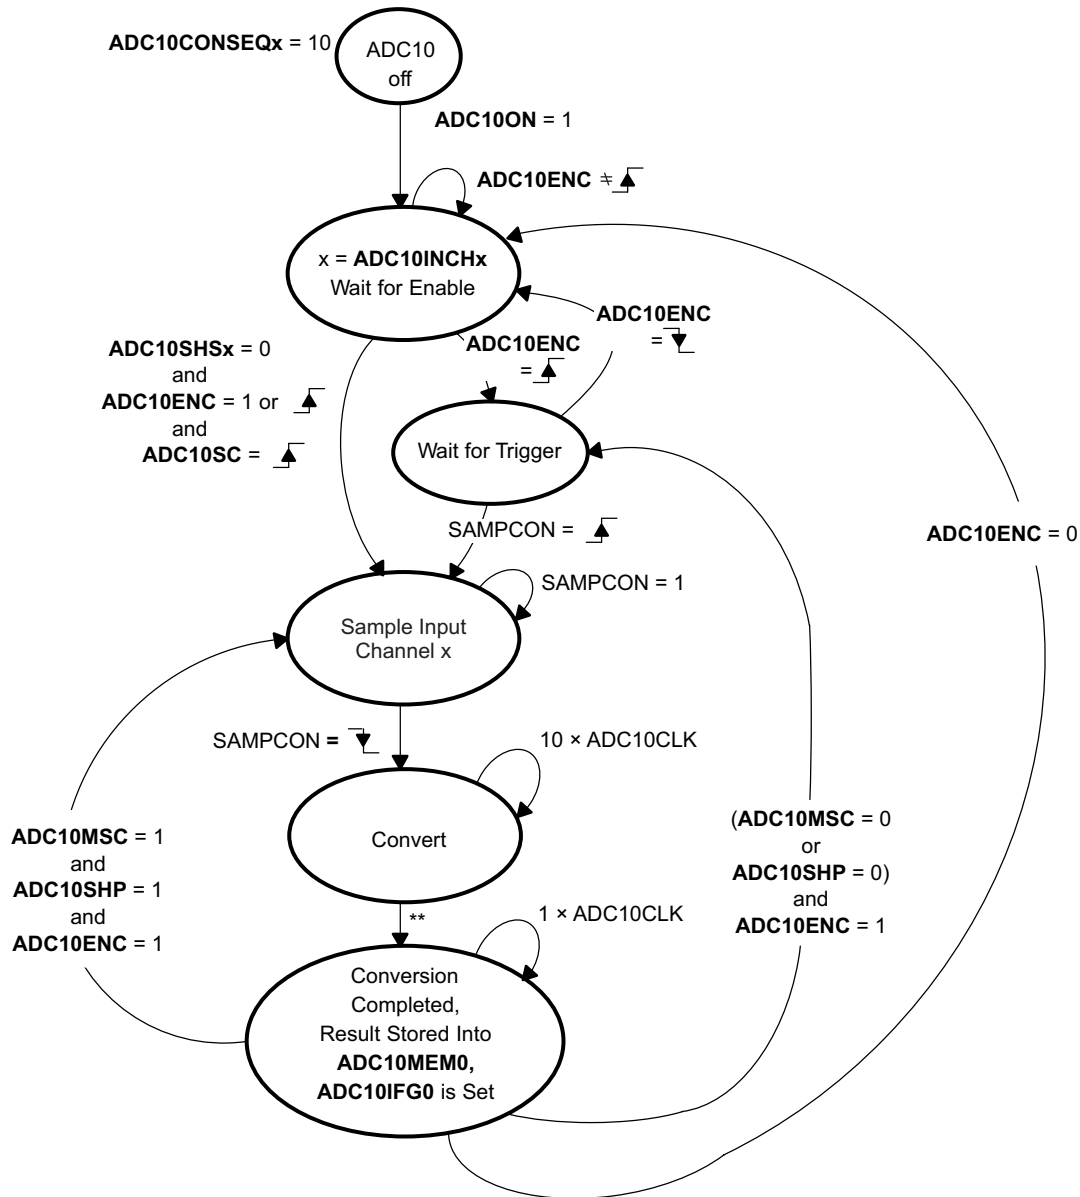 ADC10CONSEQx = 10
ADC10
off
ADC10ON = 1
ADC10ENC ≠
x = ADC10INCHx
Wait for Enable
ADC10ENC
=
ADC10ENC
=
ADC10SHSx = 0
and
ADC10ENC = 1 or
and
ADC10SC =
Wait for Trigger
SAMPCON =
ADC10ENC = 0
SAMPCON = 1
Sample Input
Channel x
SAMPCON =
10 × ADC10CLK
Convert
ADC10MSC = 1
and
ADC10SHP = 1
and
ADC10ENC = 1
(ADC10MSC = 0
or
ADC10SHP = 0)
and
ADC10ENC = 1
**
1 × ADC10CLK
Conversion
Completed,
Result Stored Into
ADC10MEM0,
ADC10IFG0 is Set